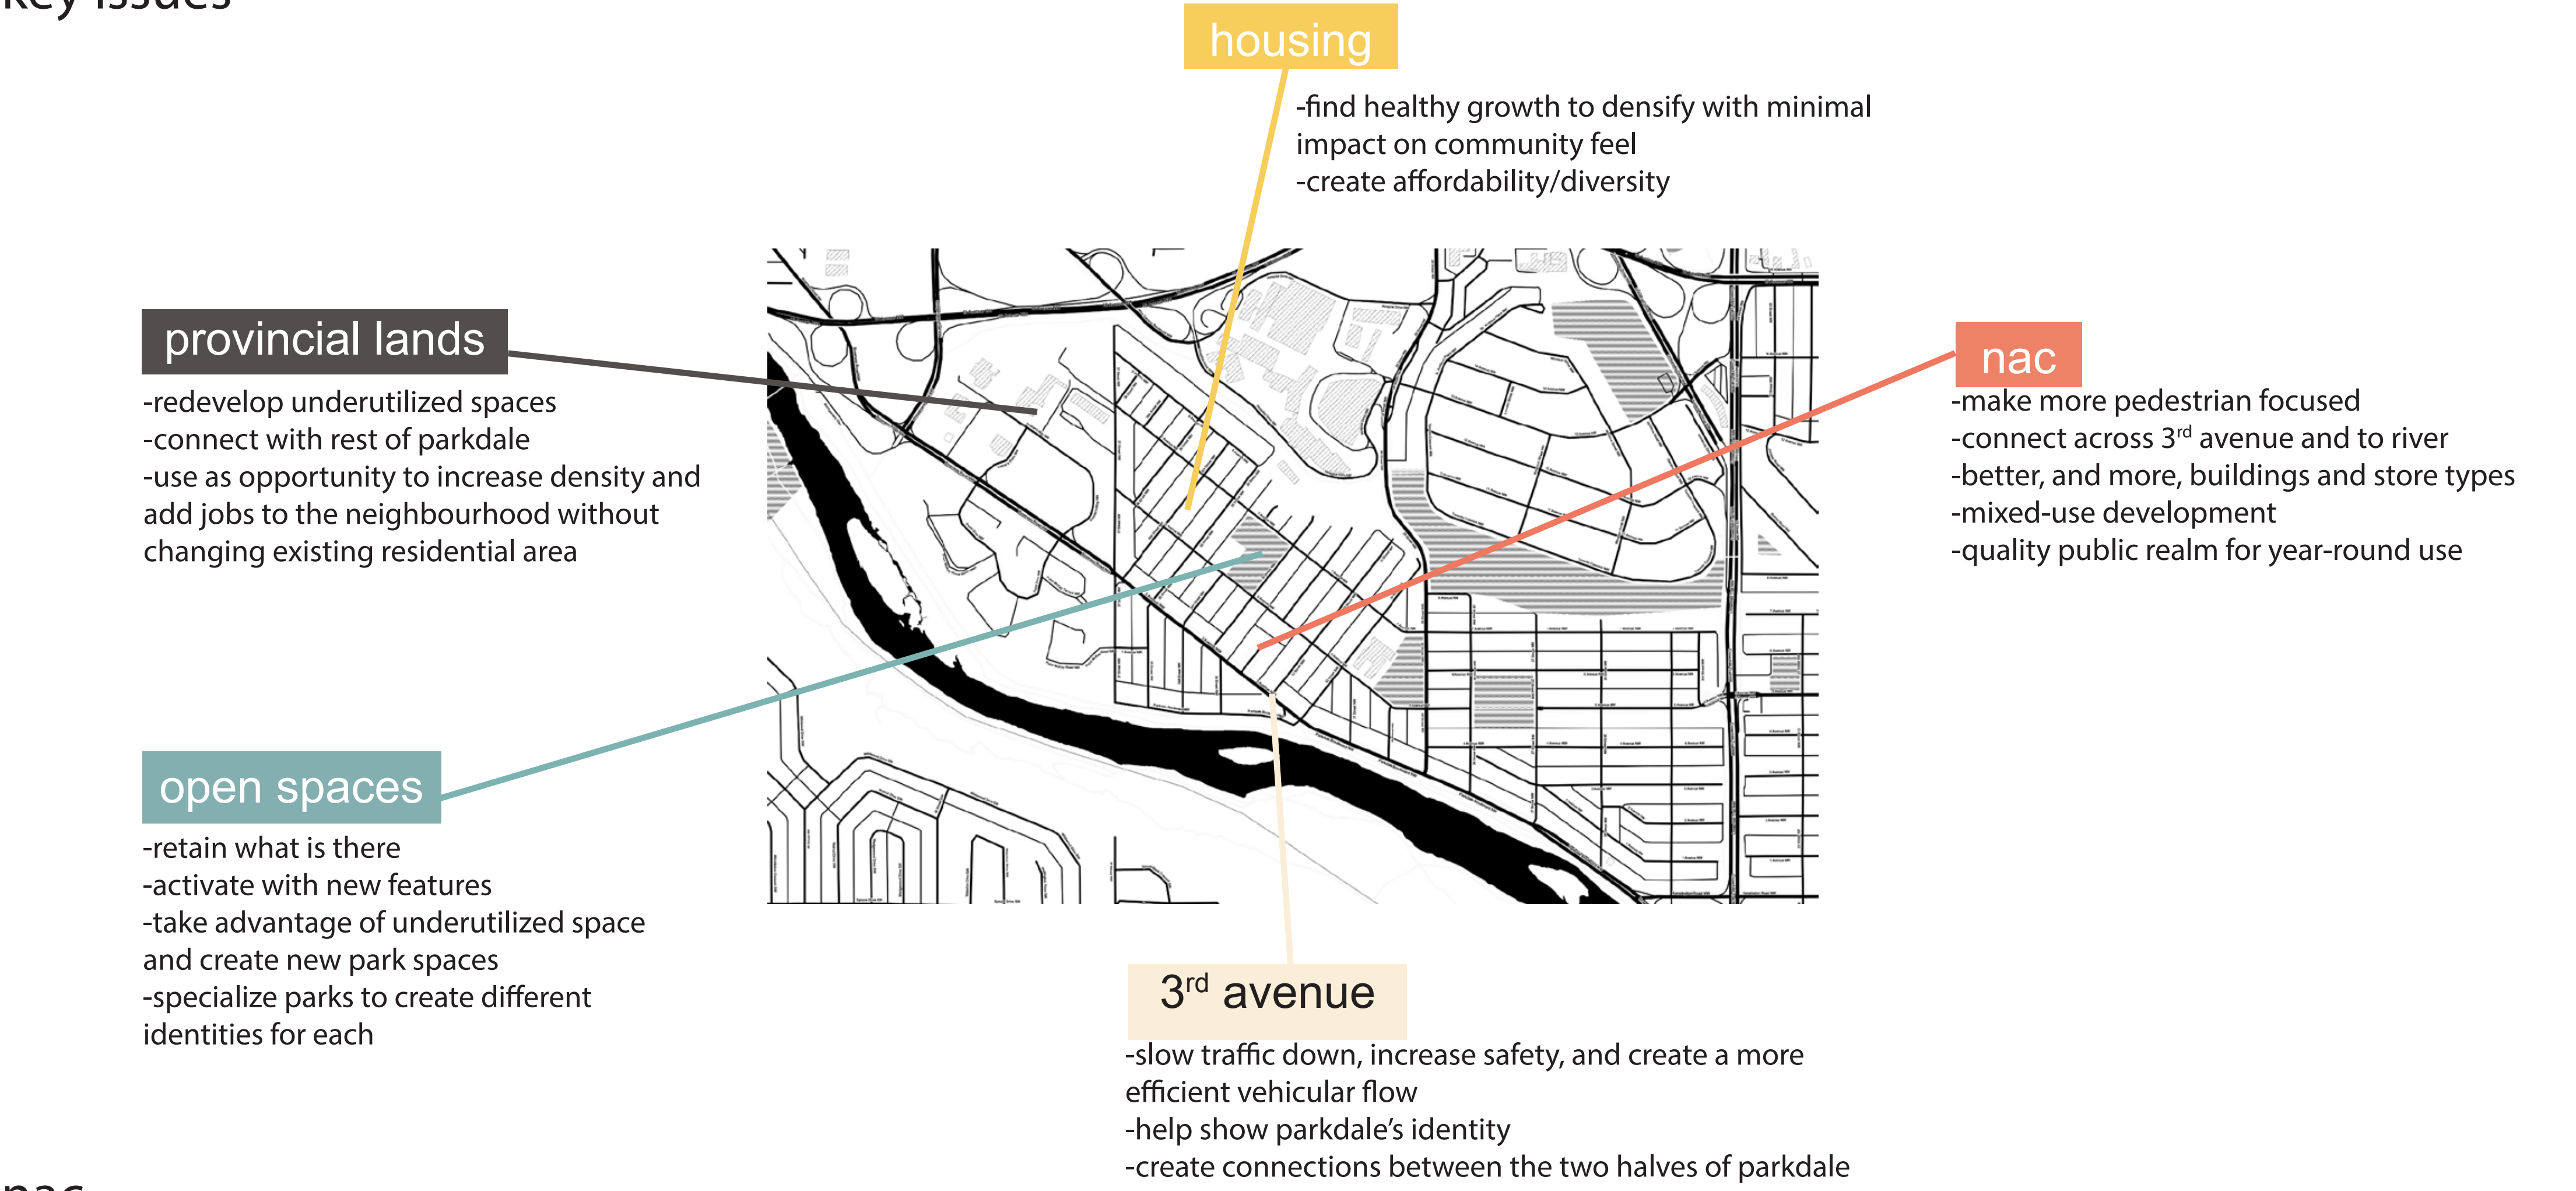 key issues
housing
-find healthy growth to densify with minimal
impact on community feel
-create affordability/diversity
provincial lands
-redevelop underutilized spaces
-connect with rest of parkdale
-use as opportunity to increase density and
add jobs to the neighbourhood without
changing existing residential area
nac
-make more pedestrian focused
-connect across 3rd avenue and to river
-better, and more, buildings and store types
-mixed-use development
-quality public realm for year-round use
open spaces
-retain what is there
-activate with new features
-take advantage of underutilized space
and create new park spaces
-specialize parks to create different
identities for each
3rd avenue
-slow traffic down, increase safety, and create a more
efficient vehicular flow
-help show parkdale's identity
-create connections between the two halves of parkdale
nac